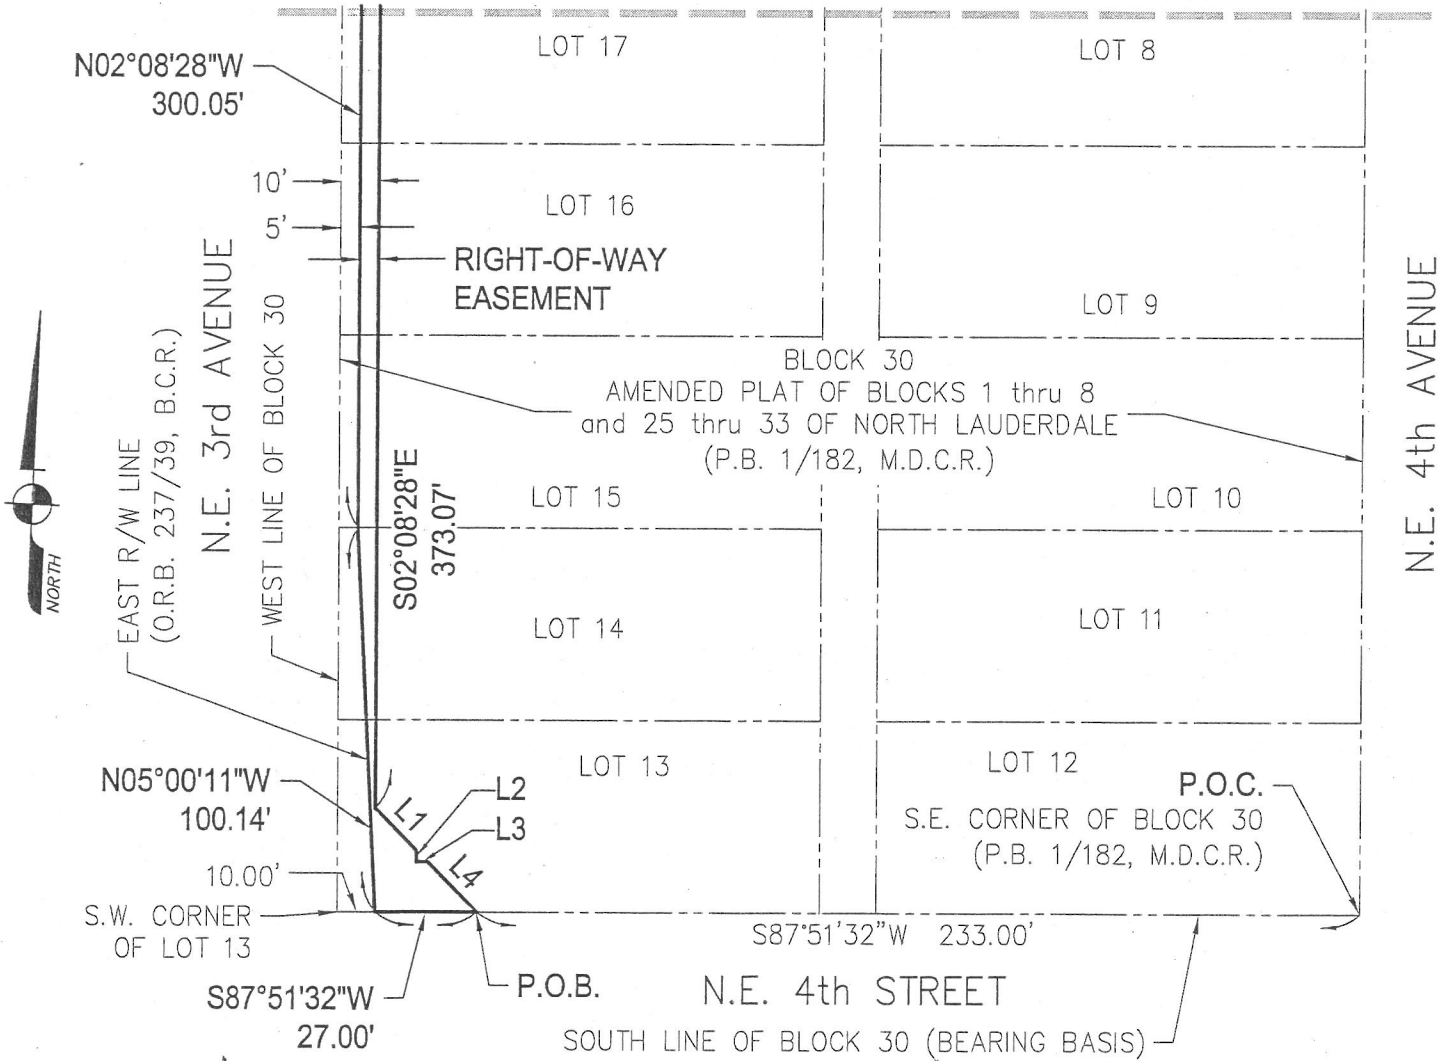 LOT 17
LOT 8
N02°08'28"W
300.05'
10'
5'
LOT 16
RIGHT-OF-WAY
EASEMENT
LOT 9
N.E. 3rd AVENUE
WEST LINE OF BLOCK 30
EAST R/W LINE
(O.R.B. 237/39, B.C.R.)
N.E. 4th AVENUE
BLOCK 30
AMENDED PLAT OF BLOCKS 1 thru 8
and 25 thru 33 OF NORTH LAUDERDALE
(P.B. 1/182, M.D.C.R.)
S02°08'28"E
373.07'
LOT 15
LOT 10
NORTH
LOT 14
LOT 11
LOT 13
LOT 12
N05°00'11"W
100.14'
L1
L2
L3
L4
P.O.C.
S.E. CORNER OF BLOCK 30
(P.B. 1/182, M.D.C.R.)
10.00'
S.W. CORNER
OF LOT 13
S87°51'32"W 233.00'
S87°51'32"W
27.00'
P.O.B.
N.E. 4th STREET
SOUTH LINE OF BLOCK 30 (BEARING BASIS)